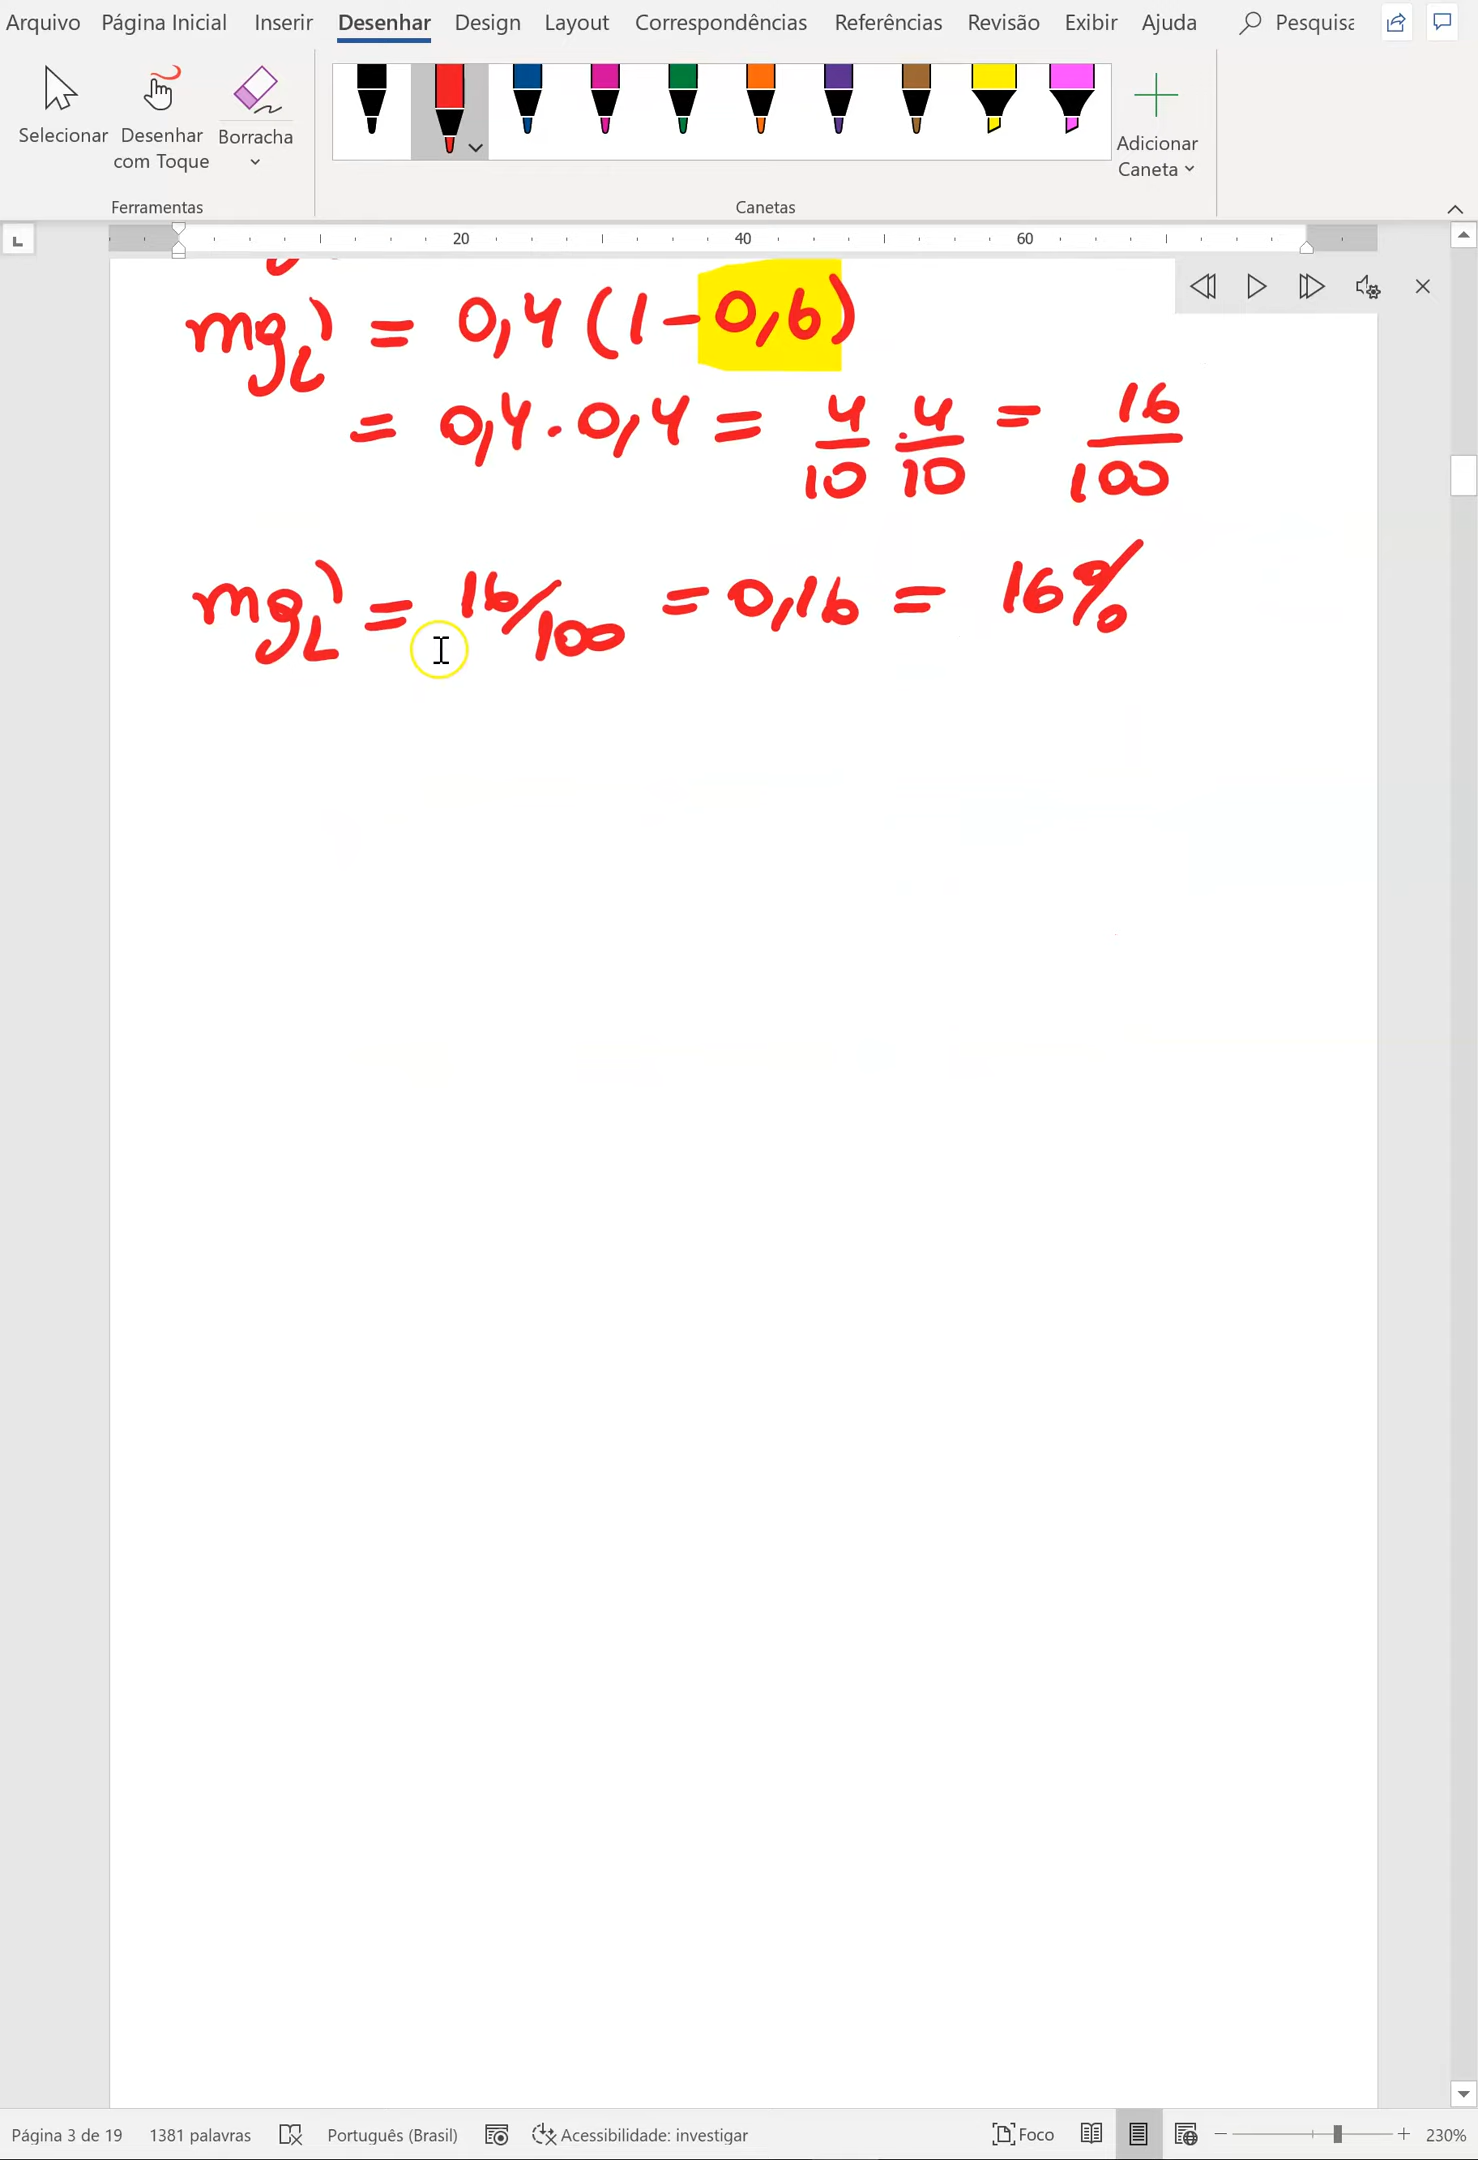 Arquivo Página Inicial Inserir Desenhar Design Layout Correspondências Referências Revisão Exibir Ajuda Pesquisa
Selecionar Desenhar com Toque Borracha Adicionar Caneta
Ferramentas Canetas
20 40 60
mgL' = 0,4 (1 - 0,6)
= 0,4 . 0,4 = 4/10 . 4/10 = 16/100
mgL' = 16/100 = 0,16 = 16%
Página 3 de 19 1381 palavras Português (Brasil) Acessibilidade: investigar Foco 230%